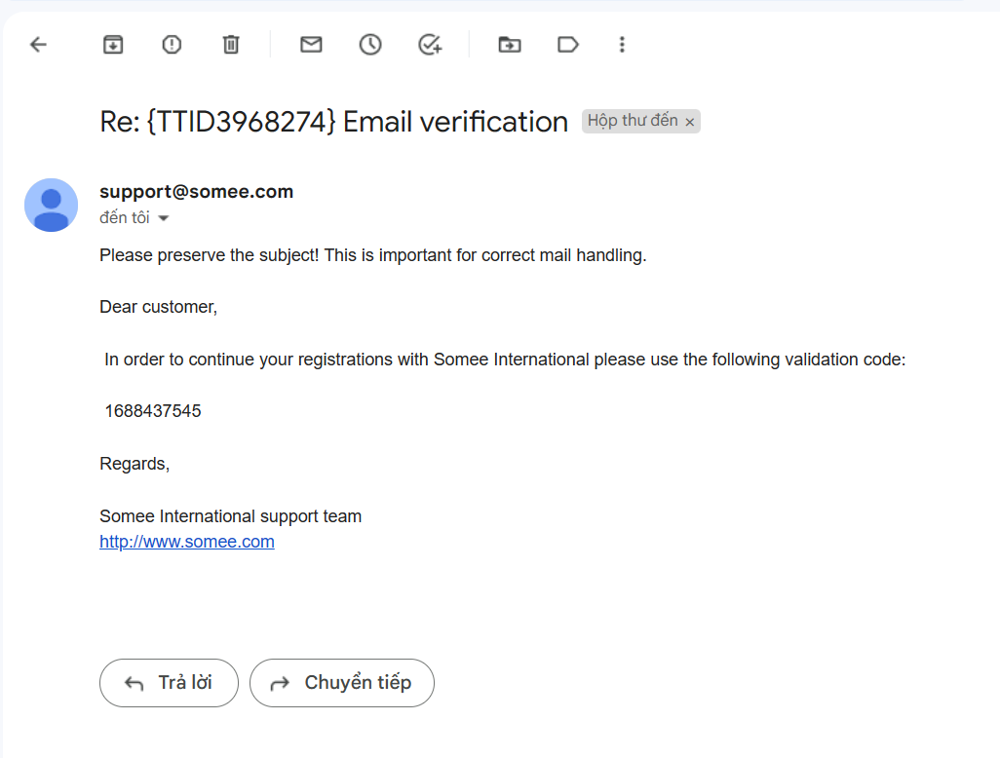 Re: {TTID3968274} Email verification Hộp thư đến ×
support@somee.com
đến tôi
Please preserve the subject! This is important for correct mail handling.
Dear customer,
In order to continue your registrations with Somee International please use the following validation code:
1688437545
Regards,
Somee International support team
http://www.somee.com
Trả lời
Chuyển tiếp